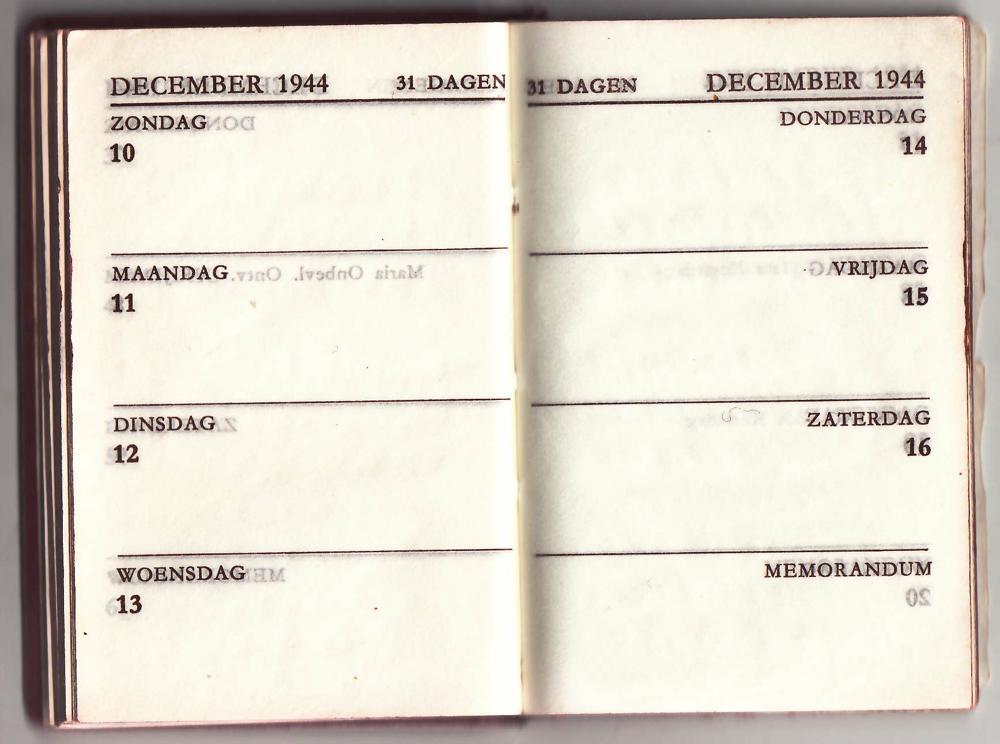 DECEMBER 1944 31 DAGEN
ZONDAG
10
MAANDAG
11
DINSDAG
12
WOENSDAG
13
31 DAGEN DECEMBER 1944
DONDERDAG
14
VRIJDAG
15
ZATERDAG
16
MEMORANDUM